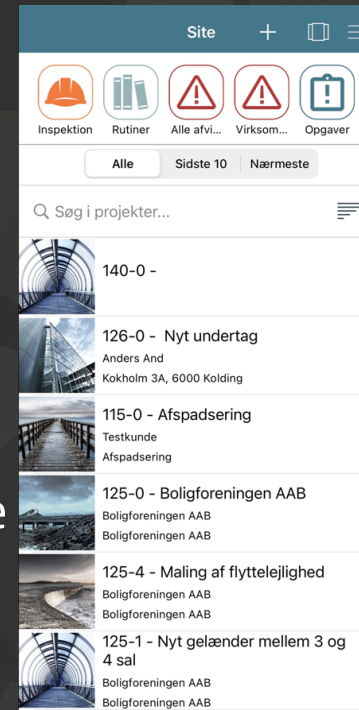 Site
Inspektion Rutiner Alle afvi... Virksom... Opgaver
Alle Sidste 10 Nærmeste
Søg i projekter...
140-0 -
126-0 - Nyt undertag
Anders And
Kokholm 3A, 6000 Kolding
115-0 - Afspadsering
Testkunde
Afspadsering
e
125-0 - Boligforeningen AAB
Boligforeningen AAB
Boligforeningen AAB
125-4 - Maling af flyttelejlighed
Boligforeningen AAB
Boligforeningen AAB
125-1 - Nyt gelænder mellem 3 og
4 sal
Boligforeningen AAB
Boligforeningen AAB